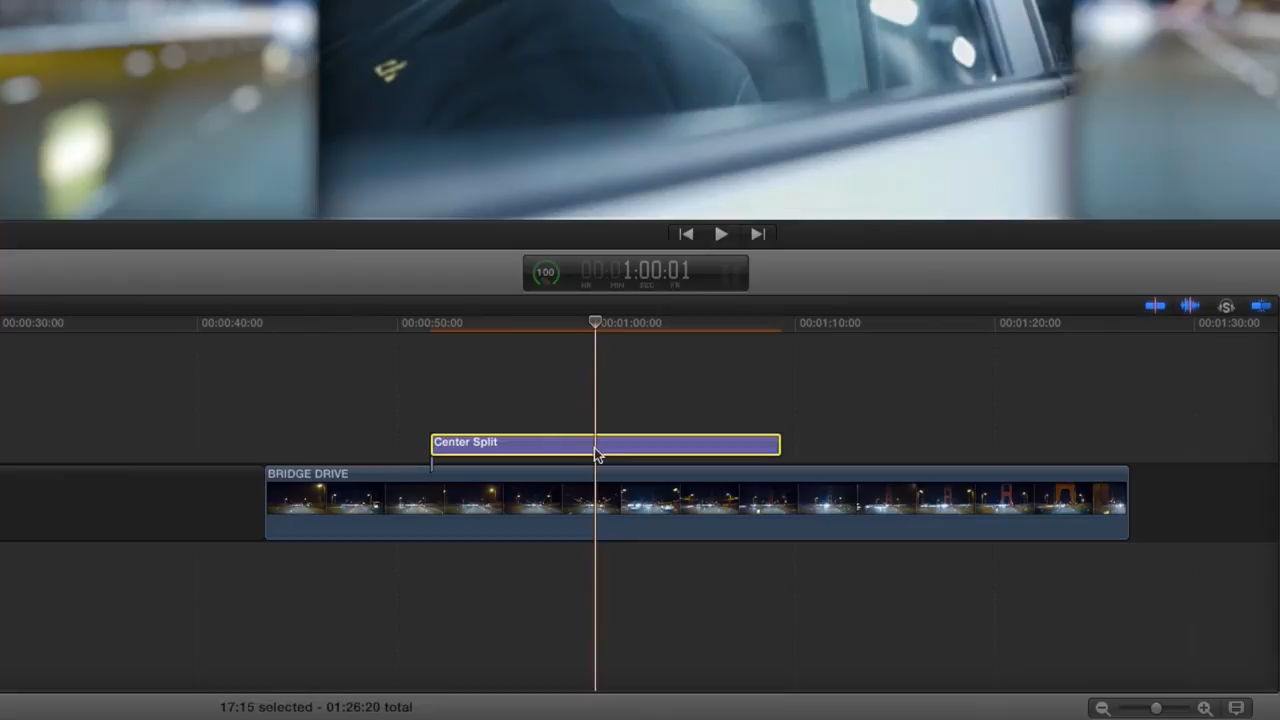 100
00:01:00:01
HR MIN SEC FR
00:00:30:00 00:00:40:00 00:00:50:00 00:01:00:00 00:01:10:00 00:01:20:00 00:01:30:00
Center Split
BRIDGE DRIVE
17:15 selected - 01:26:20 total